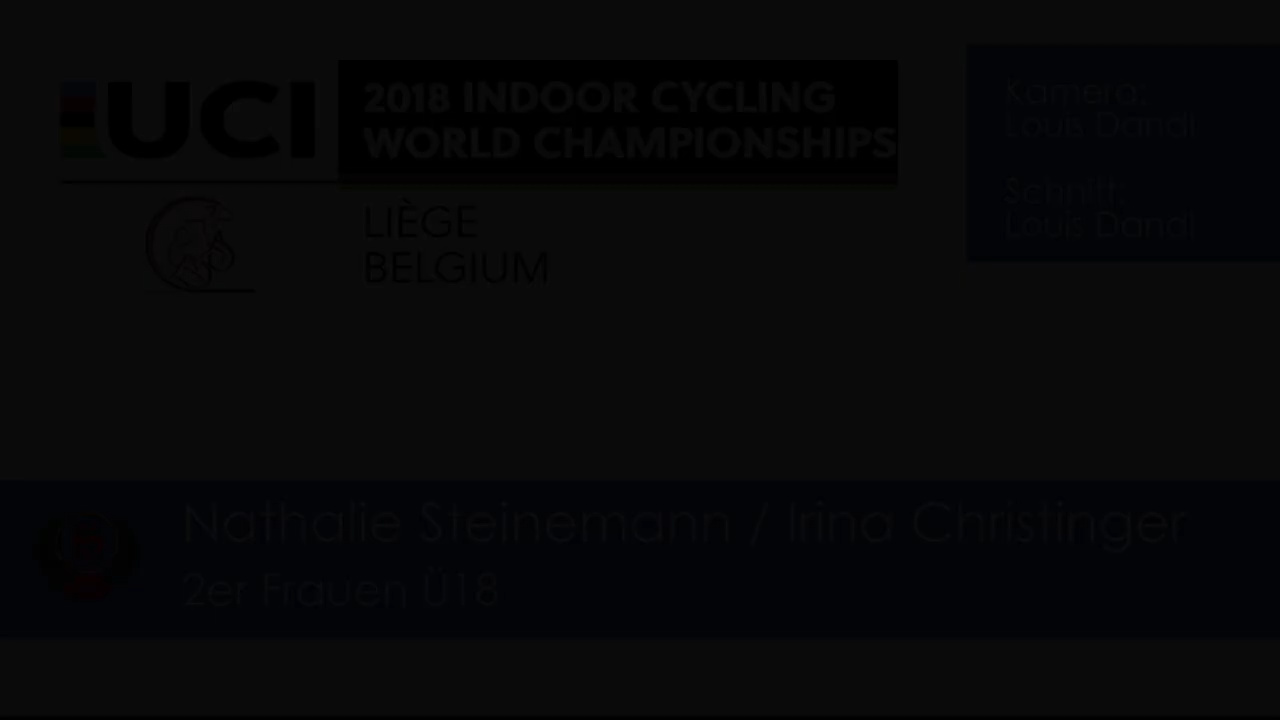 UCI
2018 INDOOR CYCLING
WORLD CHAMPIONSHIPS
LIÈGE
BELGIUM
Kamera:
Louis Dandl
Schnitt:
Louis Dandl
Nathalie Steinemann / Irina Christinger
2er Frauen Ü18